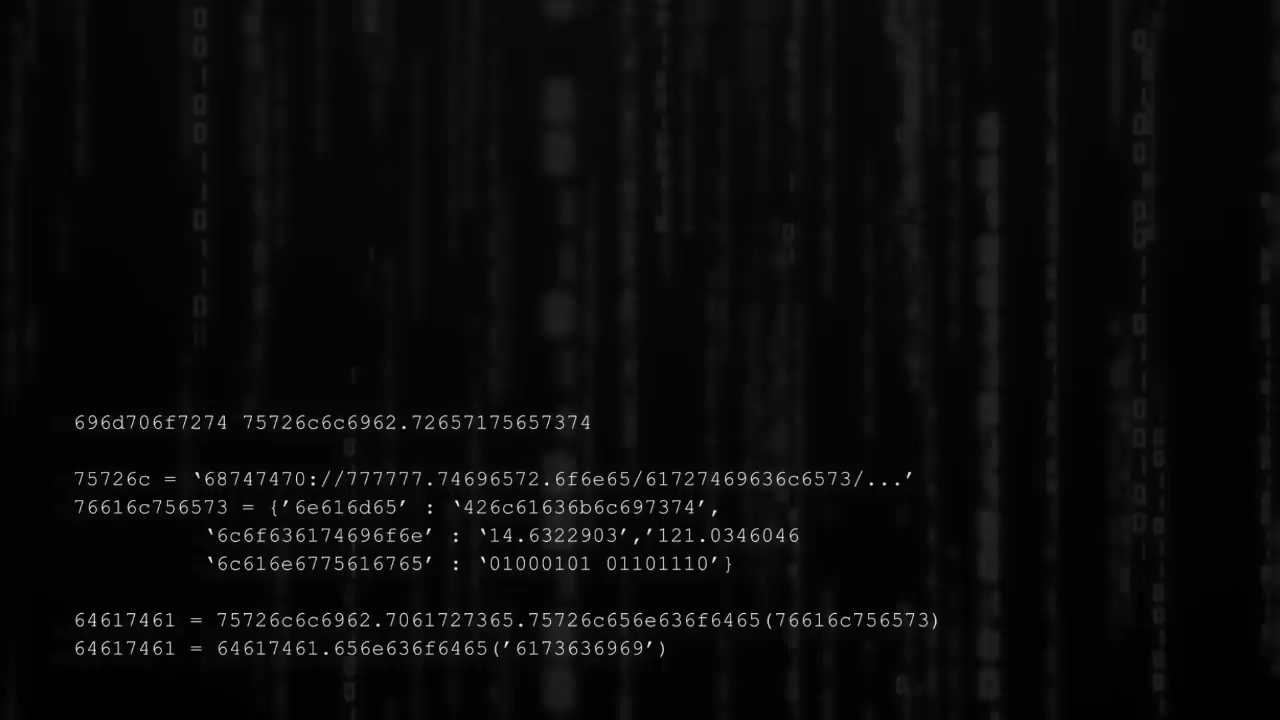 696d706f7274 75726c6c6962.72657175657374
75726c = ‘68747470://777777.74696572.6f6e65/61727469636c6573/...’
76616c756573 = {’6e616d65’ : ‘426c61636b6c697374’,
‘6c6f636174696f6e’ : ‘14.6322903’,’121.0346046
‘6c616e6775616765’ : ‘01000101 01101110’}
64617461 = 75726c6c6962.7061727365.75726c656e636f6465(76616c756573)
64617461 = 64617461.656e636f6465(’6173636969’)